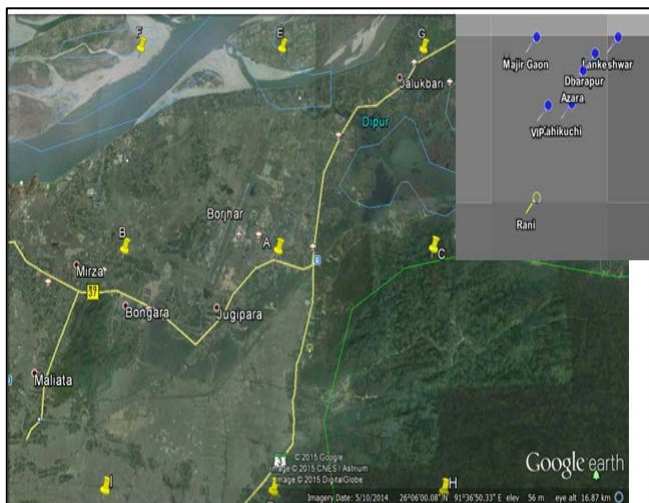 F
E
G
Jalukbari
Dipur
Majir Gaon
Lankeshwar
Dharapur
Azara
VIP
ahikuchi
Rani
Borjhar
B
A
C
Mirza
37
Bongara
Jugipara
Maliata
I
H
© 2015 Google
Image © 2015 CNES / Astrium
Image © 2015 DigitalGlobe
Google earth
Imagery Date: 5/10/2014 26°06'00.08" N 91°36'50.33" E elev 56 m eye alt 16.87 km